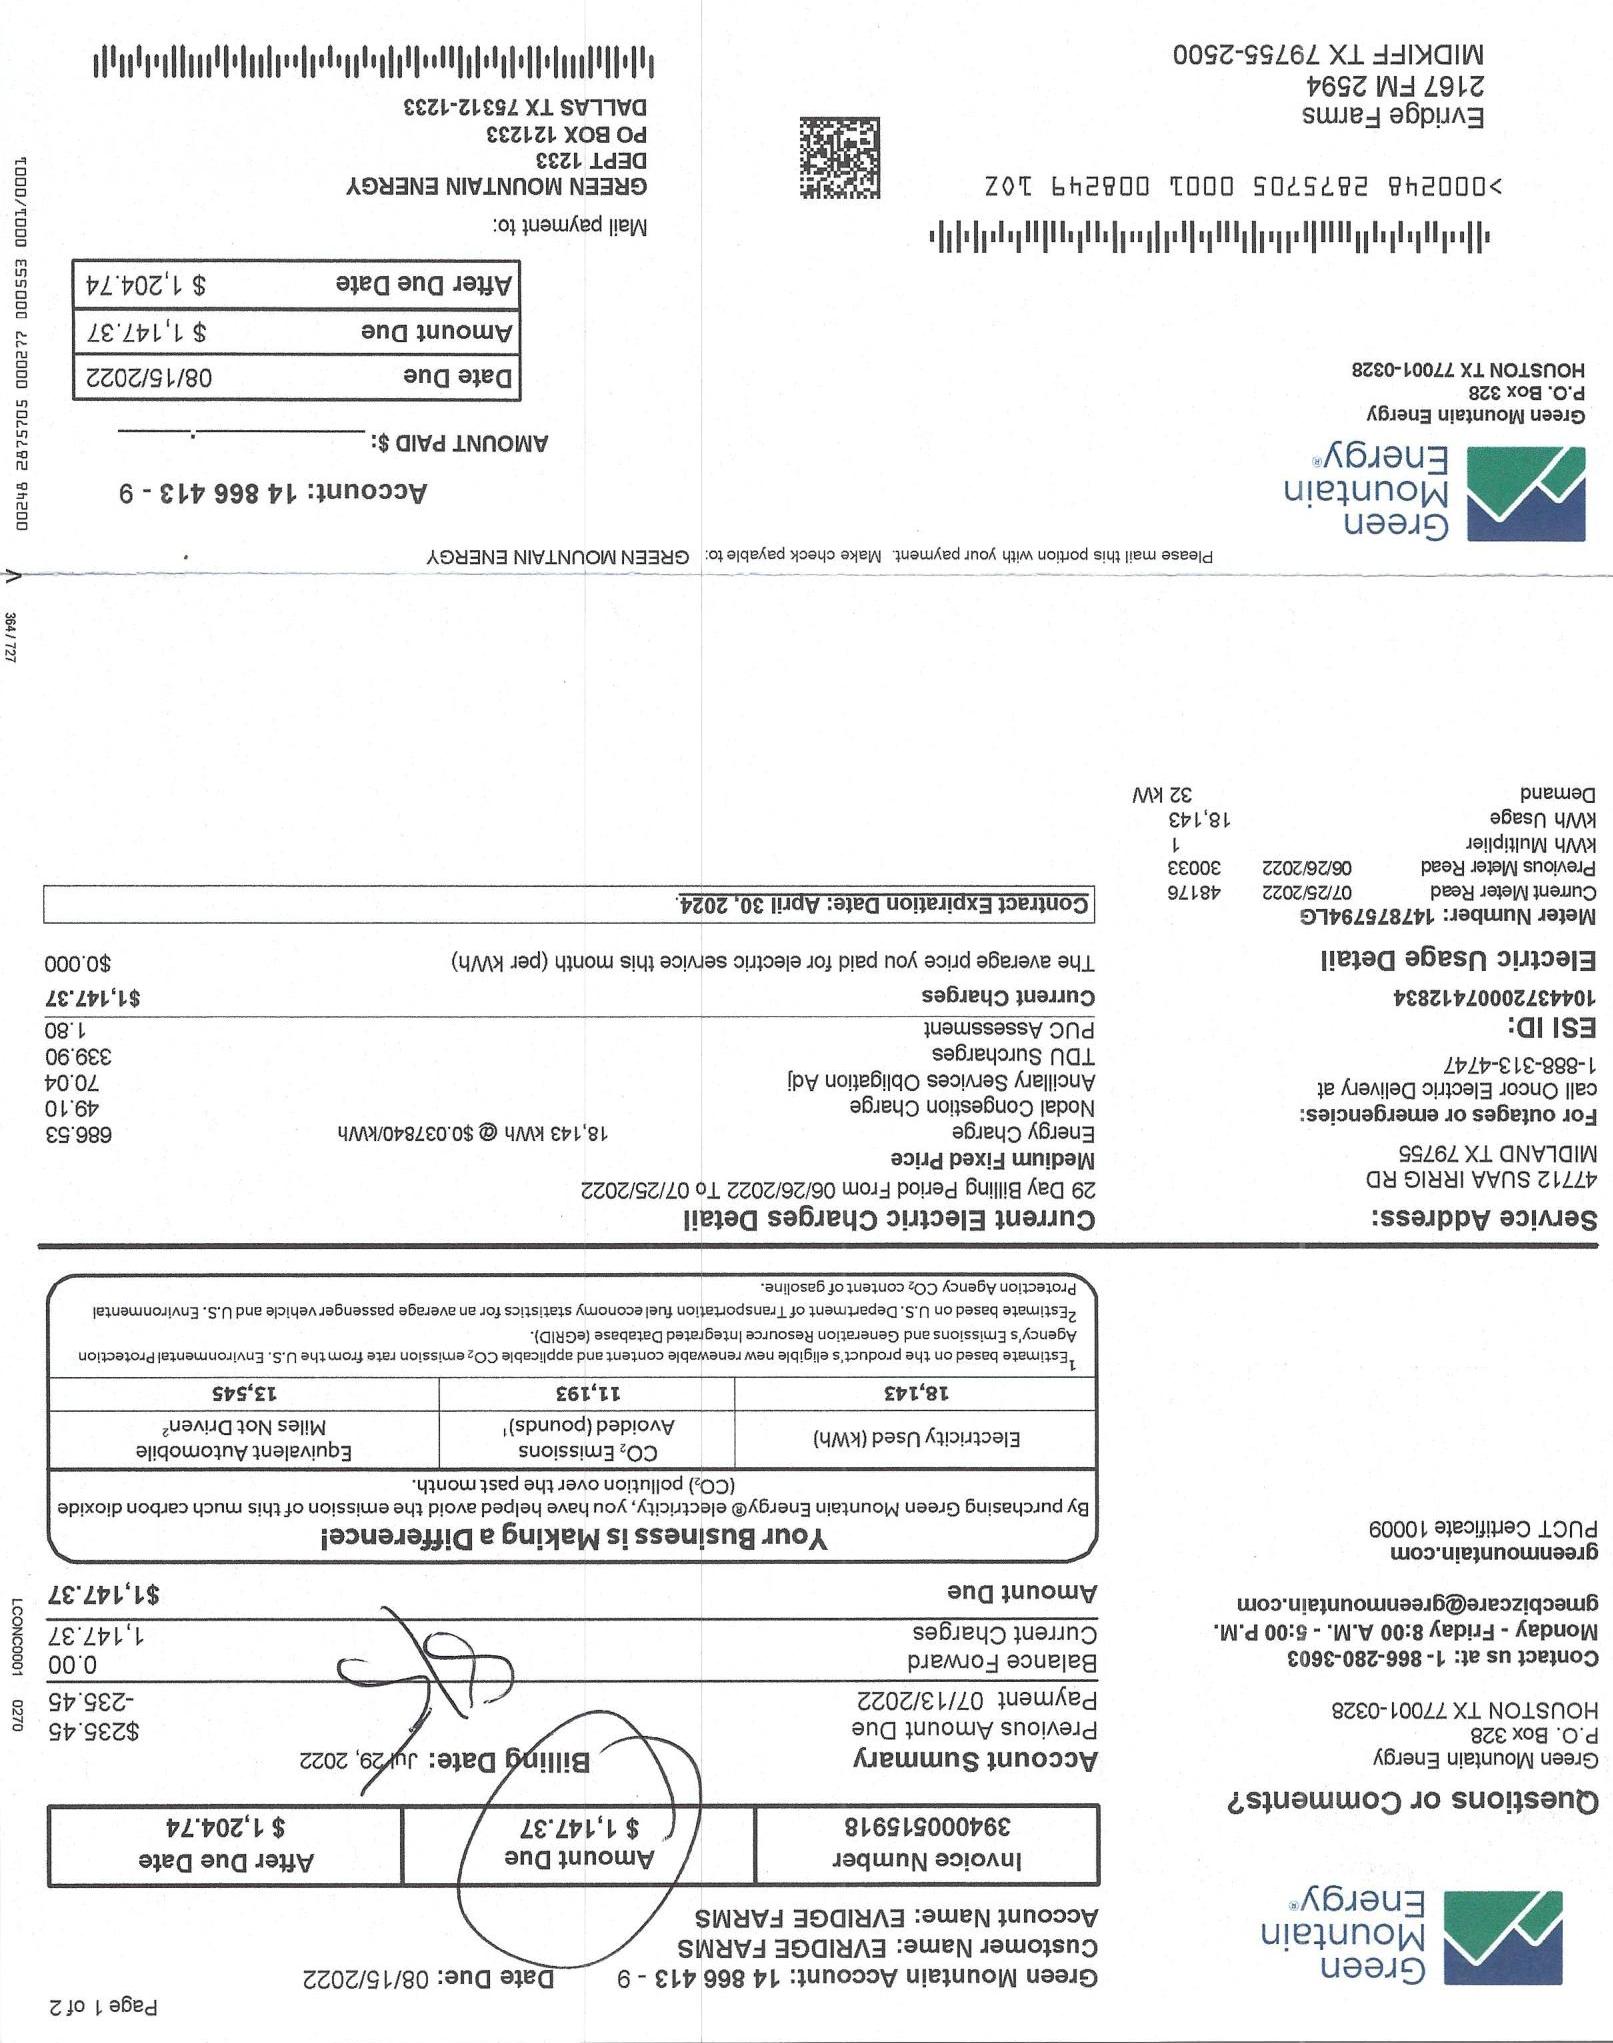 Page 1 of 2
Green
Mountain
Energy®
Green Mountain Account: 14 866 413 - 9 Date Due: 08/15/2022
Customer Name: EVRIDGE FARMS
Account Name: EVRIDGE FARMS
Invoice Number Amount Due After Due Date
394000515918 $ 1,147.37 $ 1,204.74
Questions or Comments?
Green Mountain Energy
P.O. Box 328
HOUSTON TX 77001-0328
Contact us at: 1- 866-280-3603
Monday - Friday 8:00 A.M. - 5:00 P.M.
gmecbizcare@greenmountain.com
greenmountain.com
PUCT Certificate 10009
Account Summary Billing Date: Jul 29, 2022
Previous Amount Due $235.45
Payment 07/13/2022 -235.45
Balance Forward 0.00
Current Charges 1,147.37
Amount Due $1,147.37
Your Business is Making a Difference!
By purchasing Green Mountain Energy® electricity, you have helped avoid the emission of this much carbon dioxide
(CO₂) pollution over the past month.
Electricity Used (kWh) CO₂ Emissions Avoided (pounds)¹ Equivalent Automobile Miles Not Driven²
18,143 11,193 13,545
¹Estimate based on the product's eligible new renewable content and applicable CO₂ emission rate from the U.S. Environmental Protection
Agency's Emissions and Generation Resource Integrated Database (eGRID).
²Estimate based on U.S. Department of Transportation fuel economy statistics for an average passenger vehicle and U.S. Environmental
Protection Agency CO₂ content of gasoline.
LCONC0001 0270
Service Address:
47712 SUAA IRRIG RD
MIDLAND TX 79755
For outages or emergencies:
call Oncor Electric Delivery at
1-888-313-4747
ESI ID:
10443720007412834
Electric Usage Detail
Meter Number: 147875794LG
Current Meter Read 07/25/2022 48176
Previous Meter Read 06/26/2022 30033
kWh Multiplier 1
kWh Usage 18,143
Demand 32 kW
Current Electric Charges Detail
29 Day Billing Period From 06/26/2022 To 07/25/2022
Medium Fixed Price
Energy Charge 18,143 kWh @ $0.037840/kWh 686.53
Nodal Congestion Charge 49.10
Ancillary Services Obligation Adj 70.04
TDU Surcharges 339.90
PUC Assessment 1.80
Current Charges $1,147.37
The average price you paid for electric service this month (per kWh) $0.000
Contract Expiration Date: April 30, 2024.
364 / 727
Please mail this portion with your payment. Make check payable to: GREEN MOUNTAIN ENERGY
Green
Mountain
Energy®
Green Mountain Energy
P.O. Box 328
HOUSTON TX 77001-0328
Account: 14 866 413 - 9
AMOUNT PAID $:
Date Due 08/15/2022
Amount Due $ 1,147.37
After Due Date $ 1,204.74
>000248 2875705 0001 008249 10Z
Evridge Farms
2167 FM 2594
MIDKIFF TX 79755-2500
Mail payment to:
GREEN MOUNTAIN ENERGY
DEPT 1233
PO BOX 121233
DALLAS TX 75312-1233
00248 2875705 000277 000553 0001/0001